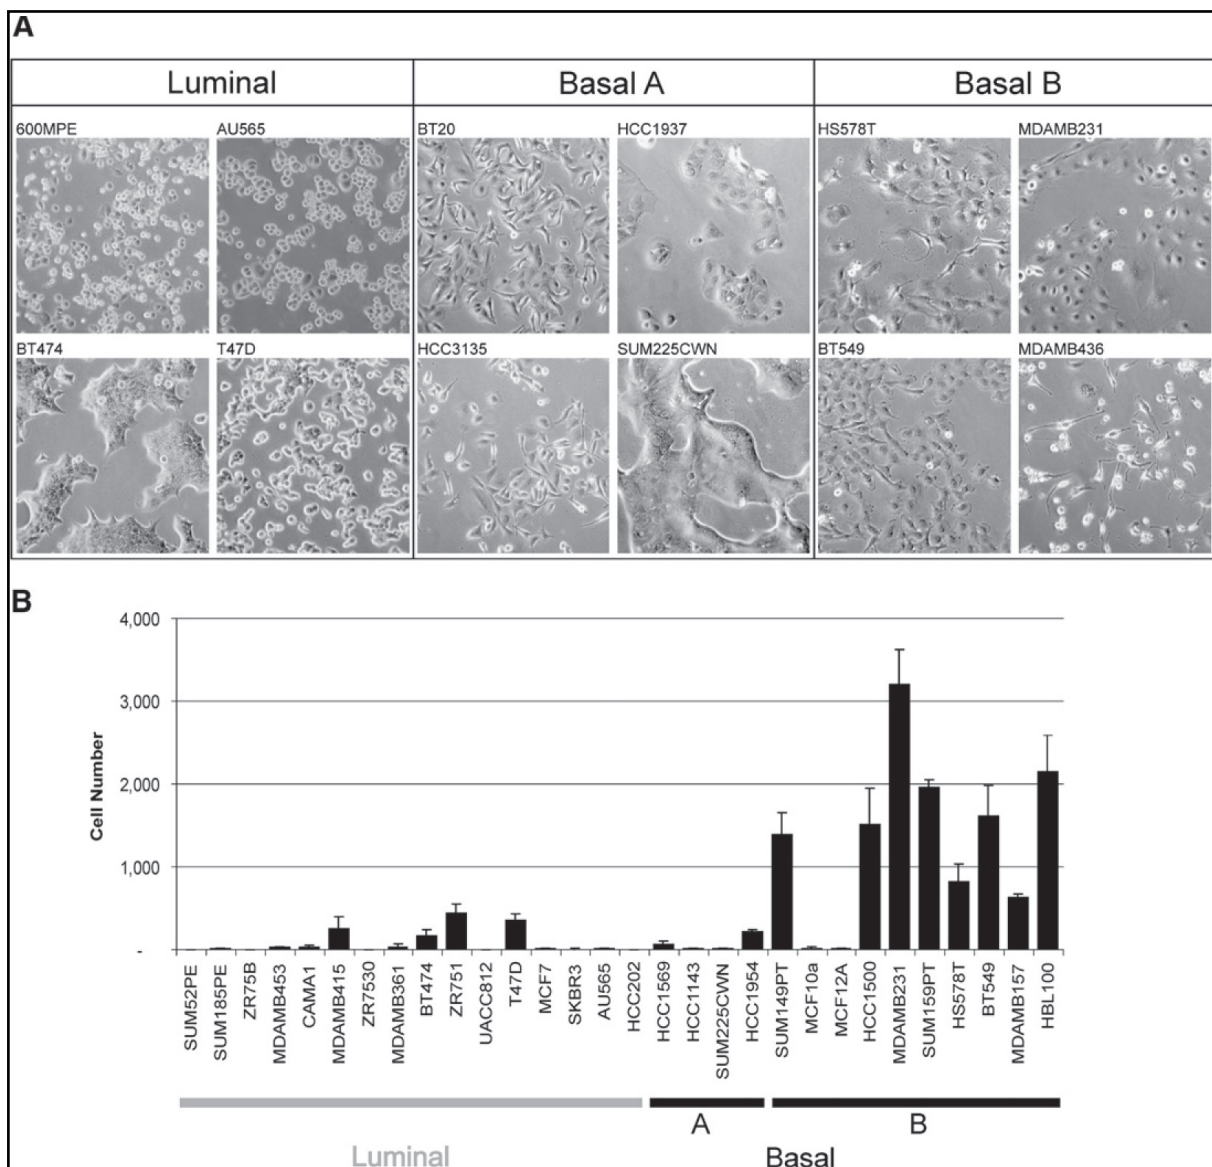 A
Luminal
Basal A
Basal B
600MPE
AU565
BT20
HCC1937
HS578T
MDAMB231
BT474
T47D
HCC3135
SUM225CWN
BT549
MDAMB436
B
4,000
3,000
2,000
1,000
-
Cell Number
SUM52PE
SUM185PE
ZR75B
MDAMB453
CAMA1
MDAMB415
ZR7530
MDAMB361
BT474
ZR751
UACC812
T47D
MCF7
SKBR3
AU565
HCC202
HCC1569
HCC1143
SUM225CWN
HCC1954
SUM149PT
MCF10a
MCF12A
HCC1500
MDAMB231
SUM159PT
HS578T
BT549
MDAMB157
HBL100
A
B
Luminal
Basal